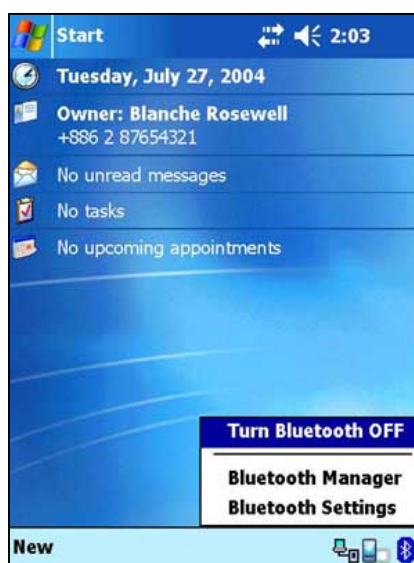 Start 2:03
Tuesday, July 27, 2004
Owner: Blanche Rosewell
+886 2 87654321
No unread messages
No tasks
No upcoming appointments
Turn Bluetooth OFF
Bluetooth Manager
Bluetooth Settings
New